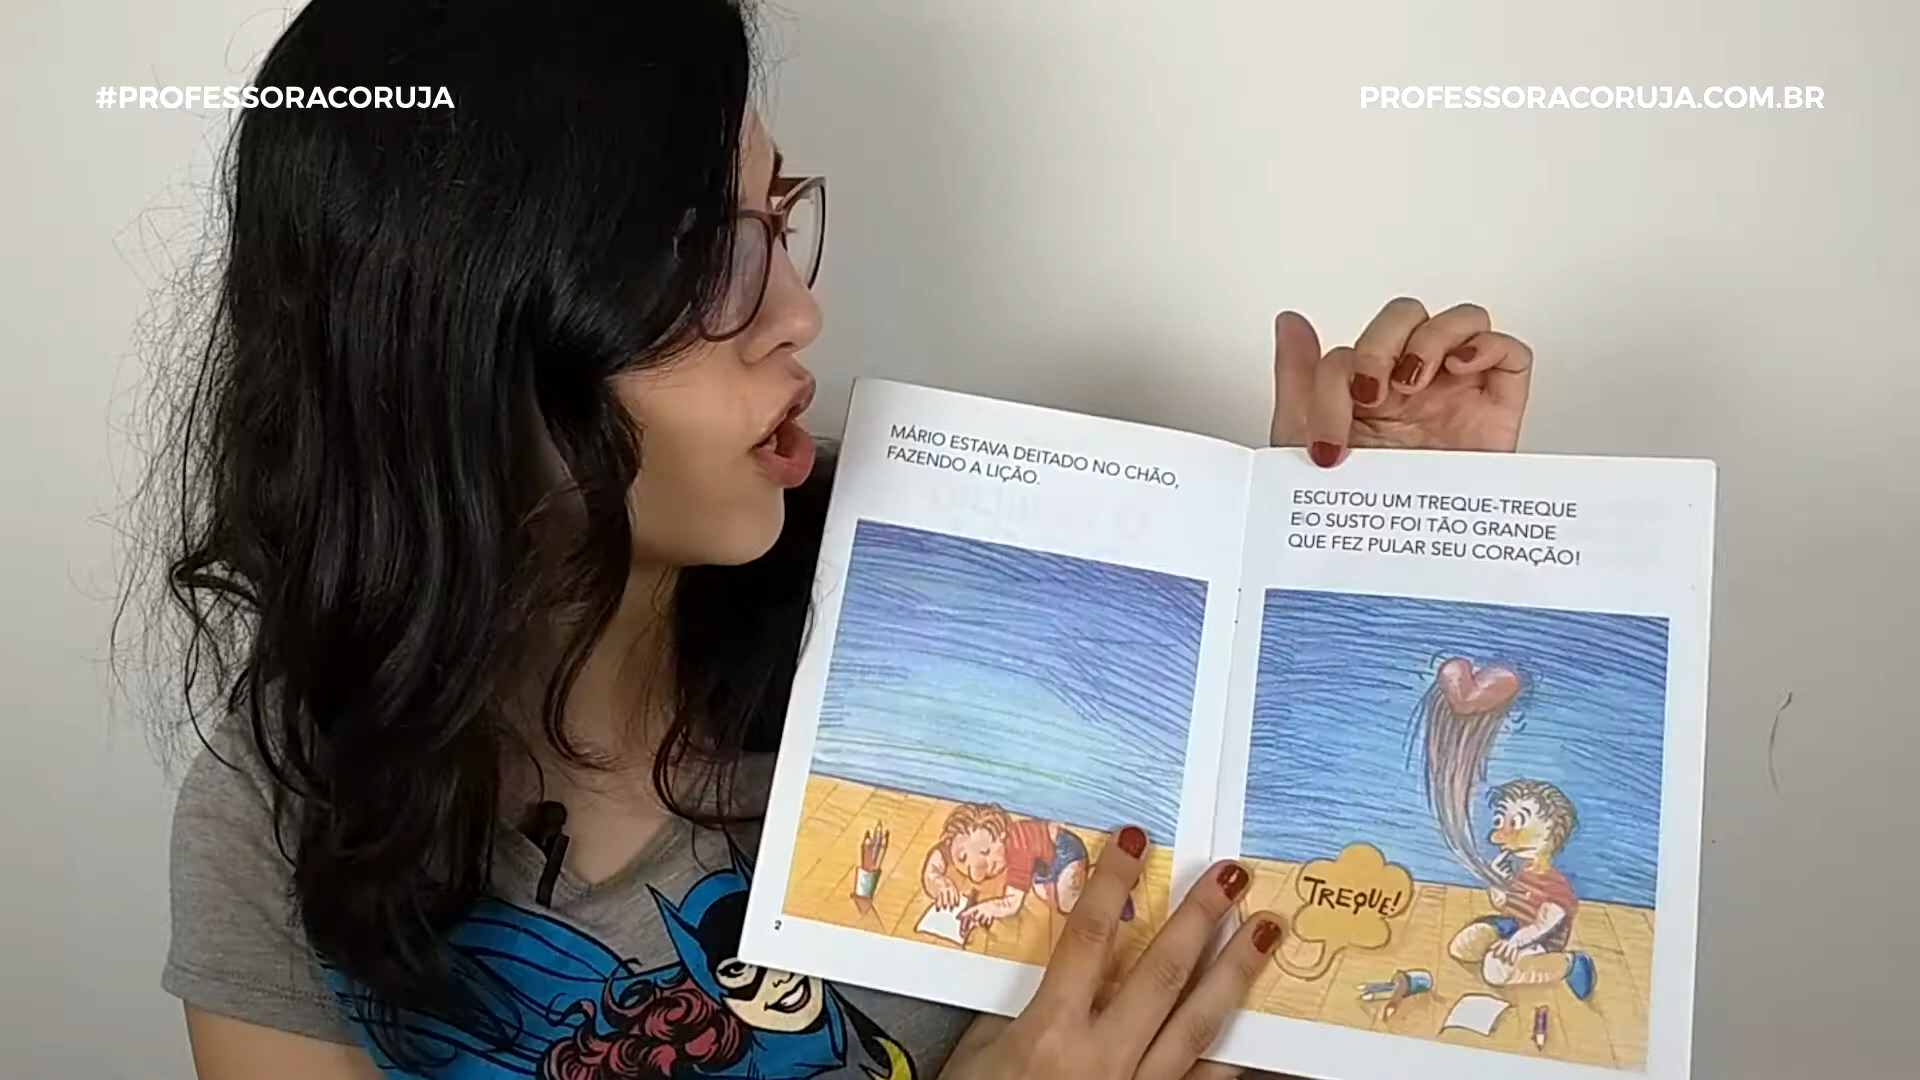 #PROFESSORACORUJA
PROFESSORACORUJA.COM.BR
MÁRIO ESTAVA DEITADO NO CHÃO,
FAZENDO A LIÇÃO.
2
ESCUTOU UM TREQUE-TREQUE
E O SUSTO FOI TÃO GRANDE
QUE FEZ PULAR SEU CORAÇÃO!
TREQUE!